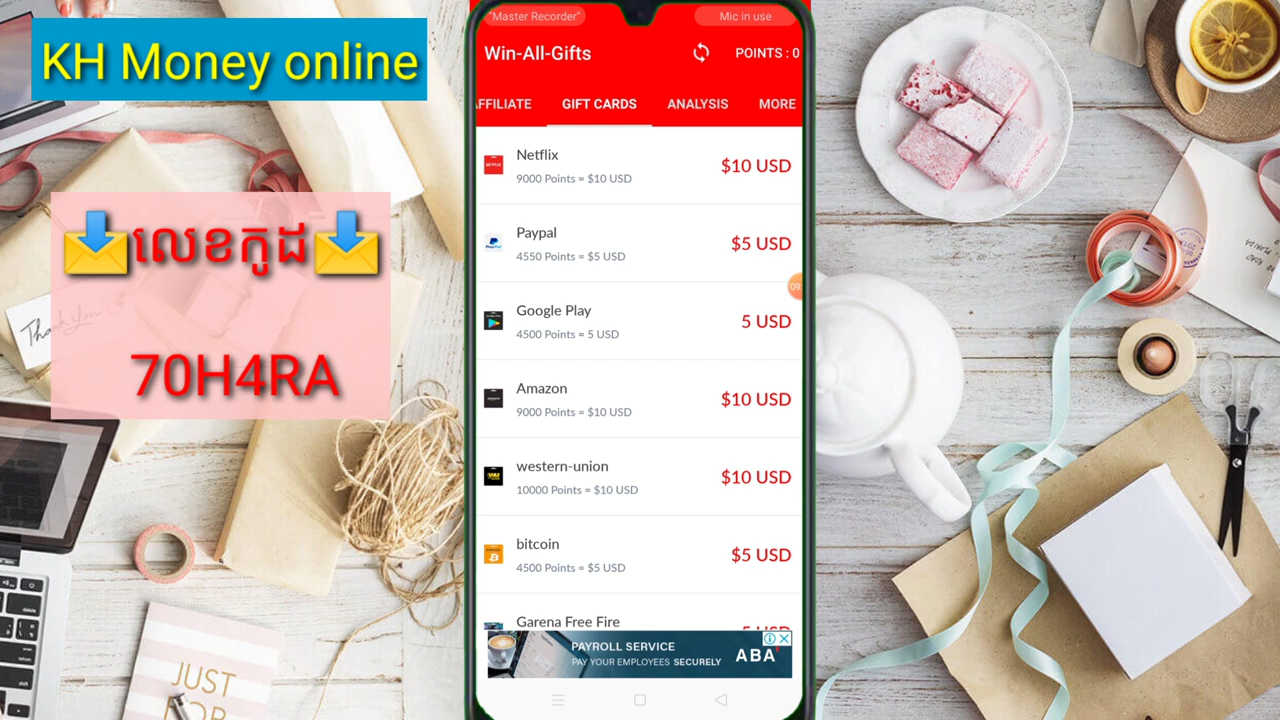 KH Money online
លេខកូដ
70H4RA
"Master Recorder"
Mic in use
Win-All-Gifts
POINTS : 0
FFILIATE
GIFT CARDS
ANALYSIS
MORE
Netflix
9000 Points = $10 USD
$10 USD
Paypal
4550 Points = $5 USD
$5 USD
Google Play
4500 Points = 5 USD
5 USD
Amazon
9000 Points = $10 USD
$10 USD
western-union
10000 Points = $10 USD
$10 USD
bitcoin
4500 Points = $5 USD
$5 USD
Garena Free Fire
PAYROLL SERVICE
PAY YOUR EMPLOYEES SECURELY
ABA
09
Thank You
JUST